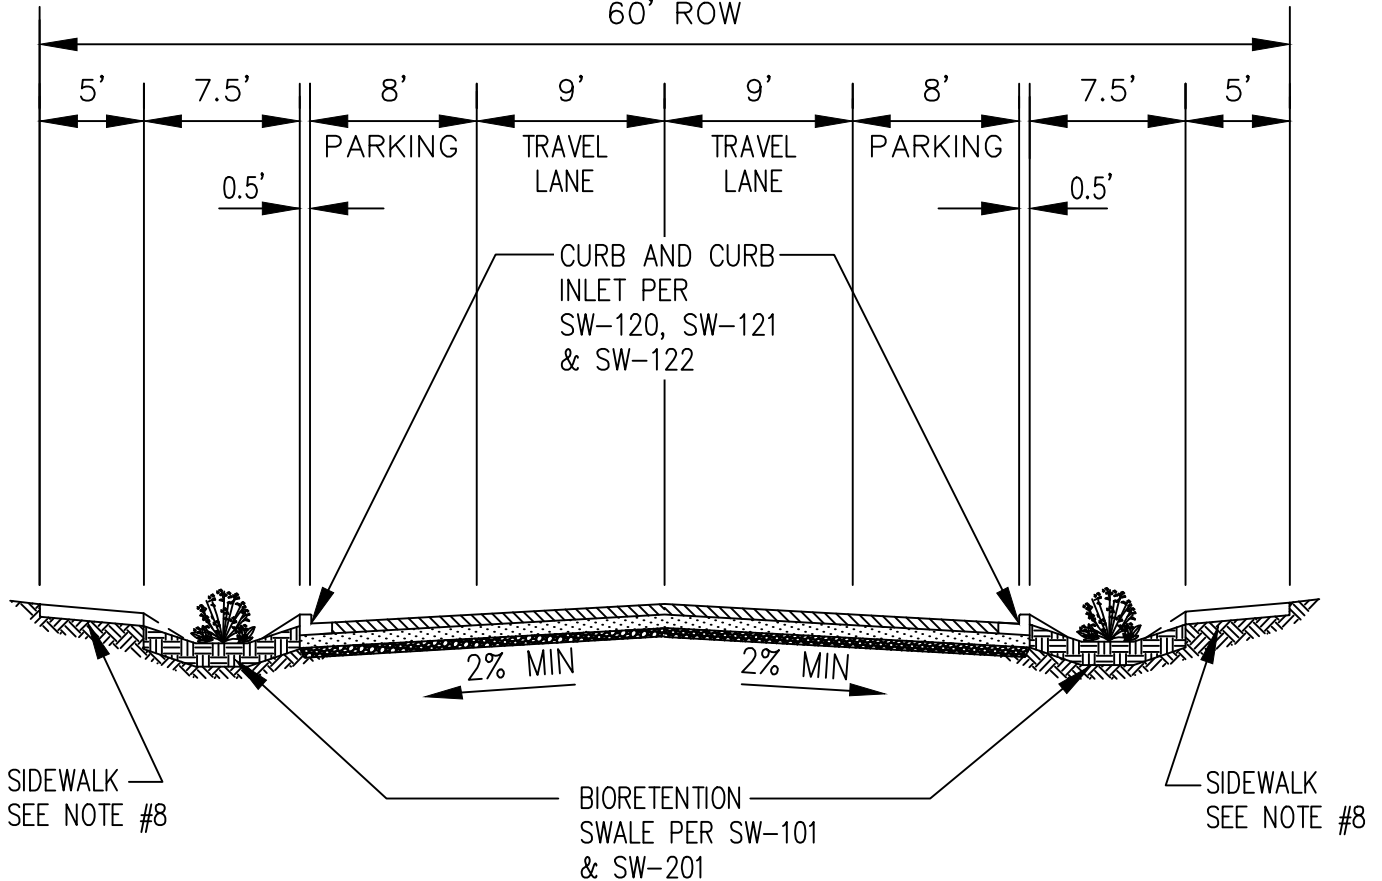 60' ROW
5' 7.5' 8' 9' 9' 8' 7.5' 5'
PARKING TRAVEL TRAVEL PARKING
LANE LANE
0.5' 0.5'
CURB AND CURB
INLET PER
SW-120, SW-121
& SW-122
2% MIN 2% MIN
SIDEWALK
SEE NOTE #8
BIORETENTION
SWALE PER SW-101
& SW-201
SIDEWALK
SEE NOTE #8